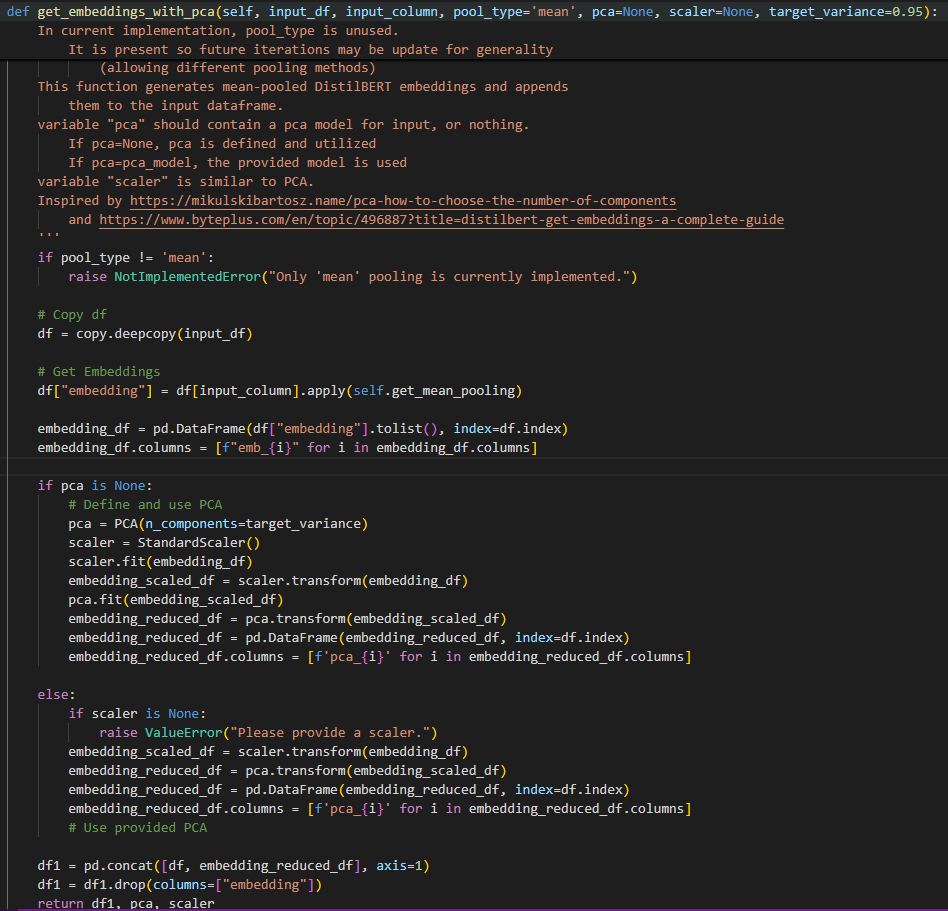 def get_embeddings_with_pca(self, input_df, input_column, pool_type='mean', pca=None, scaler=None, target_variance=0.95):
In current implementation, pool_type is unused.
It is present so future iterations may be update for generality
(allowing different pooling methods)
This function generates mean-pooled DistilBERT embeddings and appends
them to the input dataframe.
variable "pca" should contain a pca model for input, or nothing.
If pca=None, pca is defined and utilized
If pca=pca_model, the provided model is used
variable "scaler" is similar to PCA.
Inspired by https://mikulskibartosz.name/pca-how-to-choose-the-number-of-components
and https://www.byteplus.com/en/topic/496887?title=distilbert-get-embeddings-a-complete-guide
'''
if pool_type != 'mean':
raise NotImplementedError("Only 'mean' pooling is currently implemented.")
# Copy df
df = copy.deepcopy(input_df)
# Get Embeddings
df["embedding"] = df[input_column].apply(self.get_mean_pooling)
embedding_df = pd.DataFrame(df["embedding"].tolist(), index=df.index)
embedding_df.columns = [f"emb_{i}" for i in embedding_df.columns]
if pca is None:
# Define and use PCA
pca = PCA(n_components=target_variance)
scaler = StandardScaler()
scaler.fit(embedding_df)
embedding_scaled_df = scaler.transform(embedding_df)
pca.fit(embedding_scaled_df)
embedding_reduced_df = pca.transform(embedding_scaled_df)
embedding_reduced_df = pd.DataFrame(embedding_reduced_df, index=df.index)
embedding_reduced_df.columns = [f'pca_{i}' for i in embedding_reduced_df.columns]
else:
if scaler is None:
raise ValueError("Please provide a scaler.")
embedding_scaled_df = scaler.transform(embedding_df)
embedding_reduced_df = pca.transform(embedding_scaled_df)
embedding_reduced_df = pd.DataFrame(embedding_reduced_df, index=df.index)
embedding_reduced_df.columns = [f'pca_{i}' for i in embedding_reduced_df.columns]
# Use provided PCA
df1 = pd.concat([df, embedding_reduced_df], axis=1)
df1 = df1.drop(columns=["embedding"])
return df1, pca, scaler